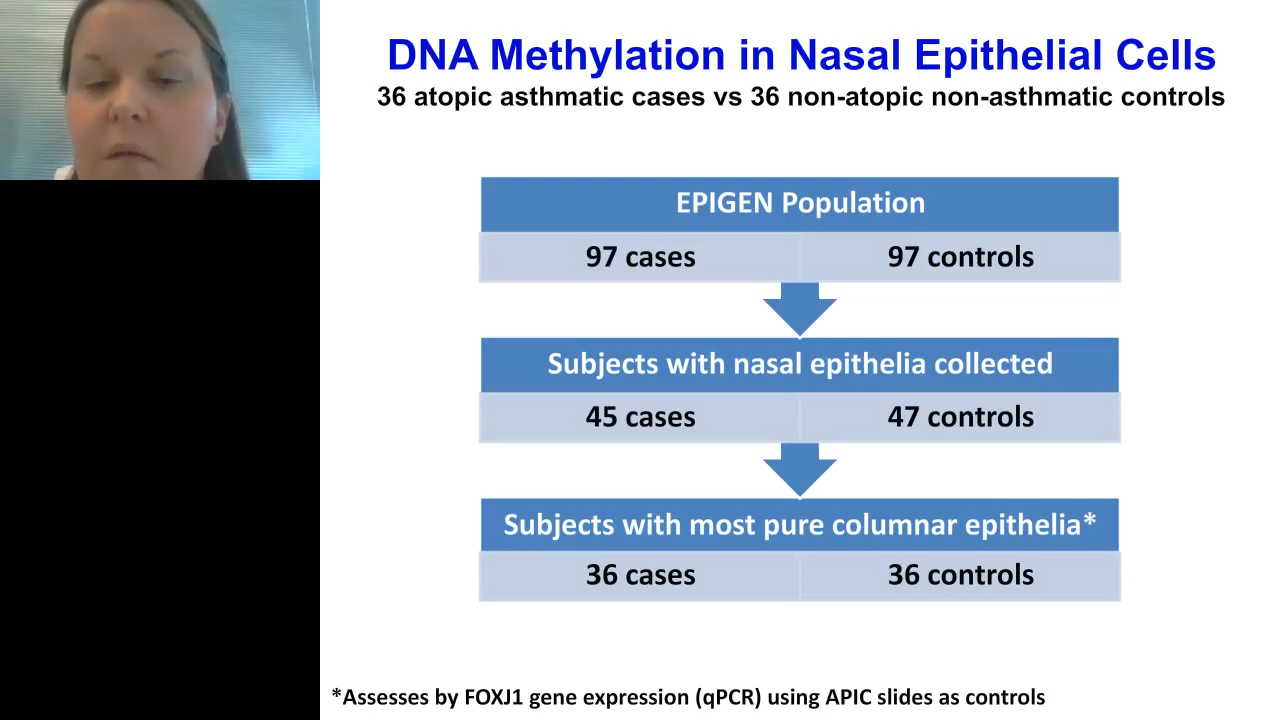 DNA Methylation in Nasal Epithelial Cells
36 atopic asthmatic cases vs 36 non-atopic non-asthmatic controls
EPIGEN Population
97 cases 97 controls
Subjects with nasal epithelia collected
45 cases 47 controls
Subjects with most pure columnar epithelia*
36 cases 36 controls
*Assesses by FOXJ1 gene expression (qPCR) using APIC slides as controls